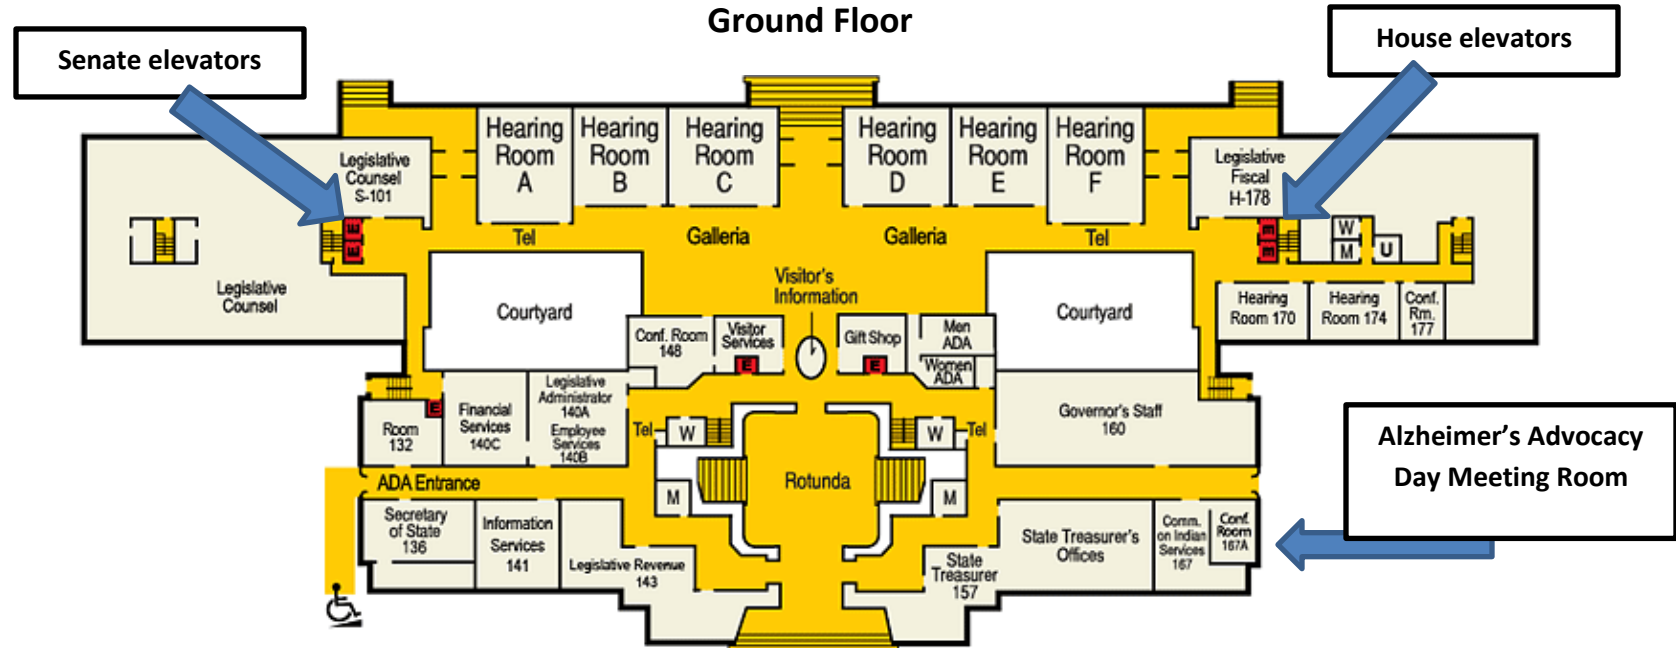 Ground Floor
Senate elevators
House elevators
Hearing
Room
A
Hearing
Room
B
Hearing
Room
C
Hearing
Room
D
Hearing
Room
E
Hearing
Room
F
Legislative
Counsel
S-101
Legislative
Fiscal
H-178
E
E
E
E
W
M
U
Tel
Galleria
Galleria
Tel
Legislative
Counsel
Courtyard
Visitor's
Information
Courtyard
Hearing
Room 170
Hearing
Room 174
Conf.
Rm.
177
Conf. Room
148
Visitor
Services
E
Gift Shop
E
Men
ADA
Women
ADA
E
Room
132
Financial
Services
140C
Legislative
Administrator
140A
Employee
Services
140B
Tel
W
W
Tel
Governor's Staff
160
Alzheimer’s Advocacy
Day Meeting Room
ADA Entrance
M
Rotunda
M
Secretary
of State
136
Information
Services
141
Legislative Revenue
143
State
Treasurer
157
State Treasurer's
Offices
Comm.
on Indian
Services
167
Conf.
Room
167A